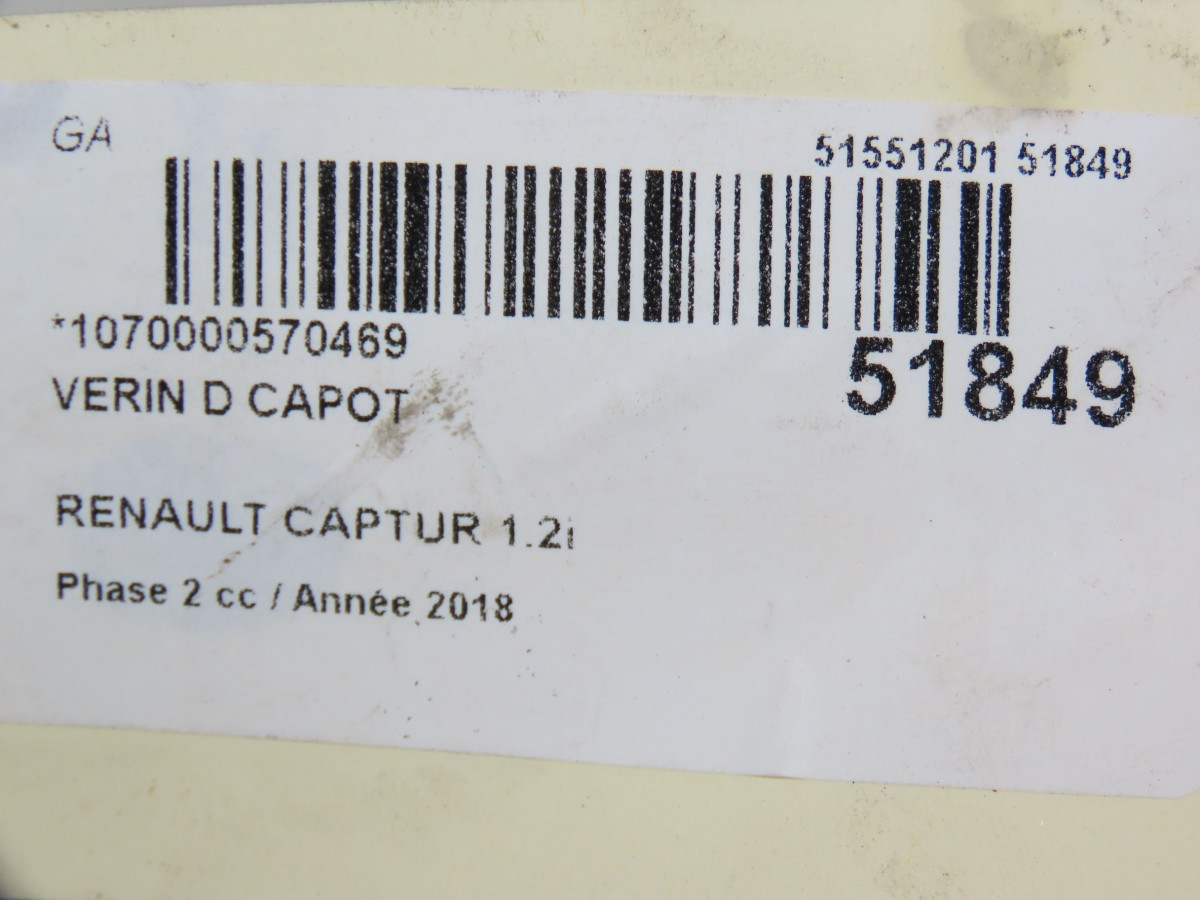 GA
51551201 51849
*1070000570469
51849
VERIN D CAPOT
RENAULT CAPTUR 1.2i
Phase 2 cc / Année 2018